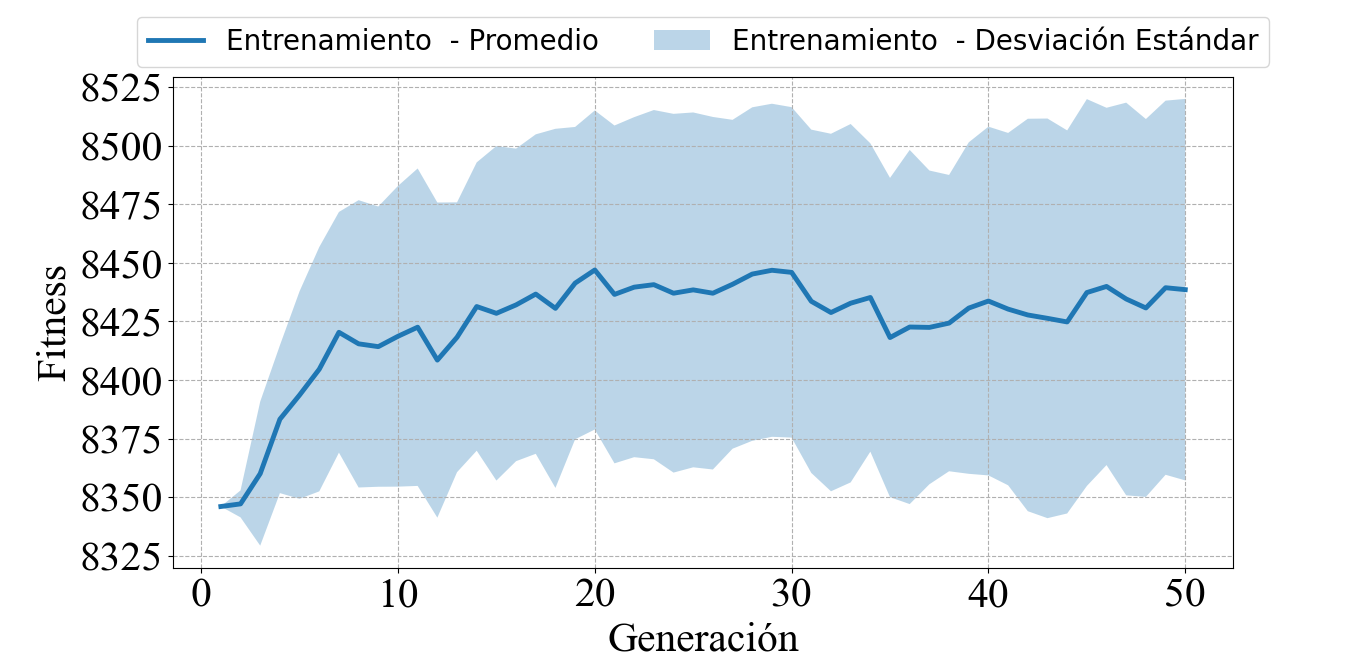 Entrenamiento  - Promedio
Entrenamiento  - Desviación Estándar
8525
8500
8475
8450
8425
8400
8375
8350
8325
Fitness
0 10 20 30 40 50
Generación